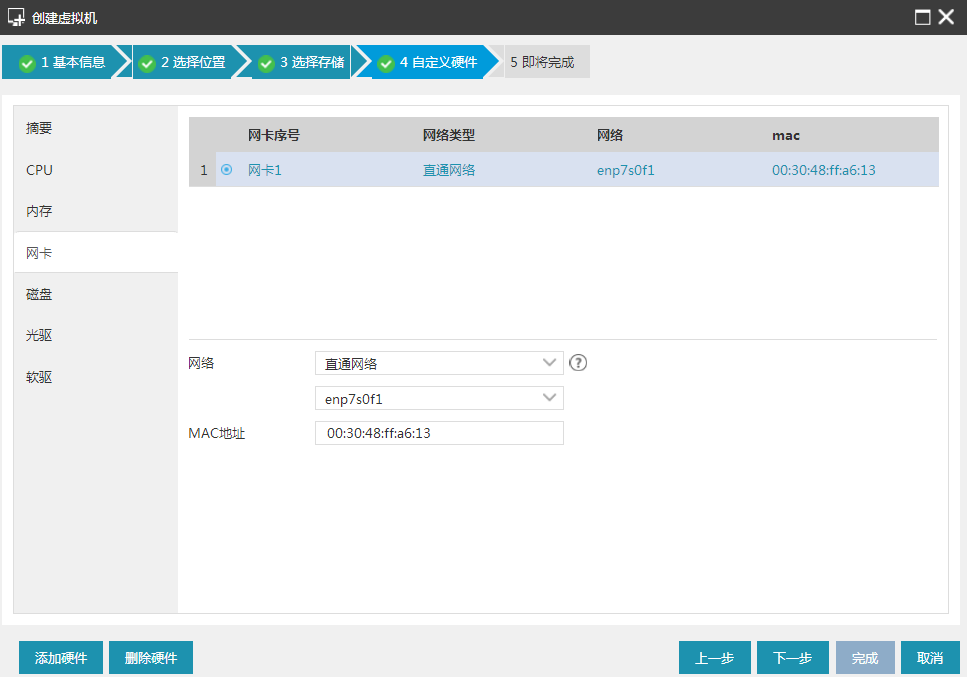 创建虚拟机
1 基本信息 2 选择位置 3 选择存储 4 自定义硬件 5 即将完成
摘要
CPU
内存
网卡
磁盘
光驱
软驱
网卡序号 网络类型 网络 mac
1 网卡1 直通网络 enp7s0f1 00:30:48:ff:a6:13
网络 直通网络 ?
enp7s0f1
MAC地址 00:30:48:ff:a6:13
添加硬件 删除硬件 上一步 下一步 完成 取消